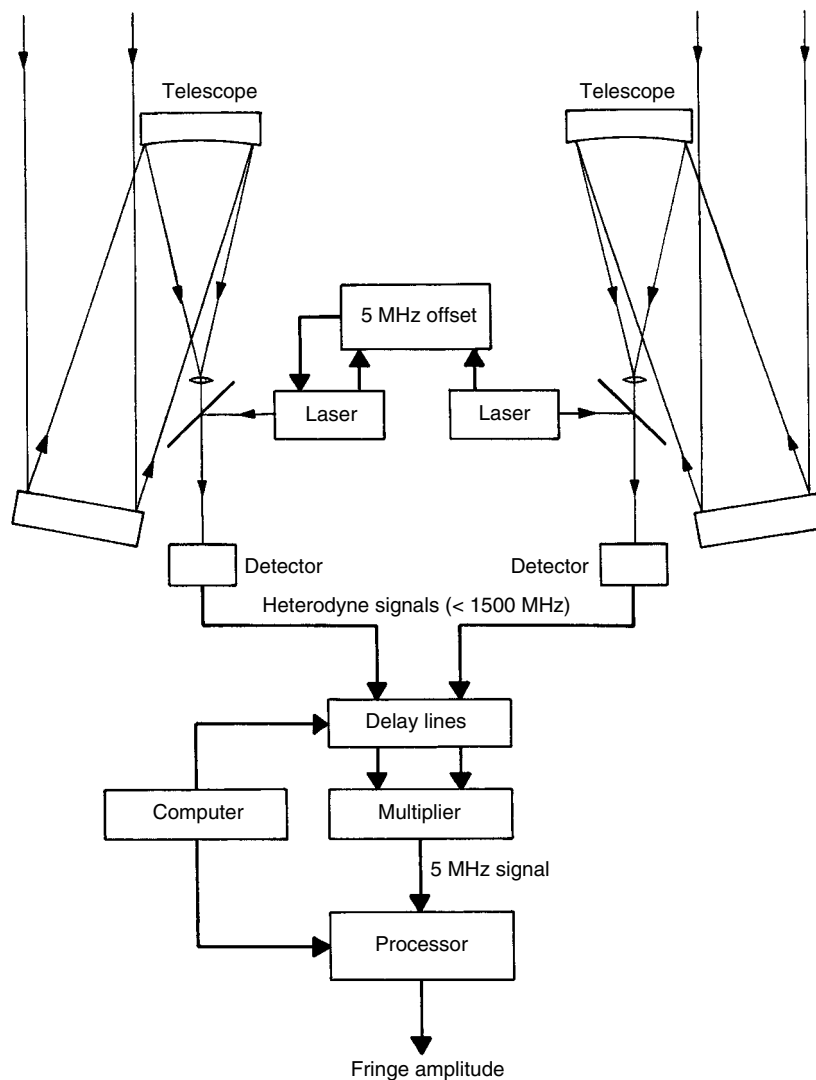 Telescope
Telescope
5 MHz offset
Laser
Laser
Detector
Detector
Heterodyne signals (< 1500 MHz)
Delay lines
Computer
Multiplier
5 MHz signal
Processor
Fringe amplitude